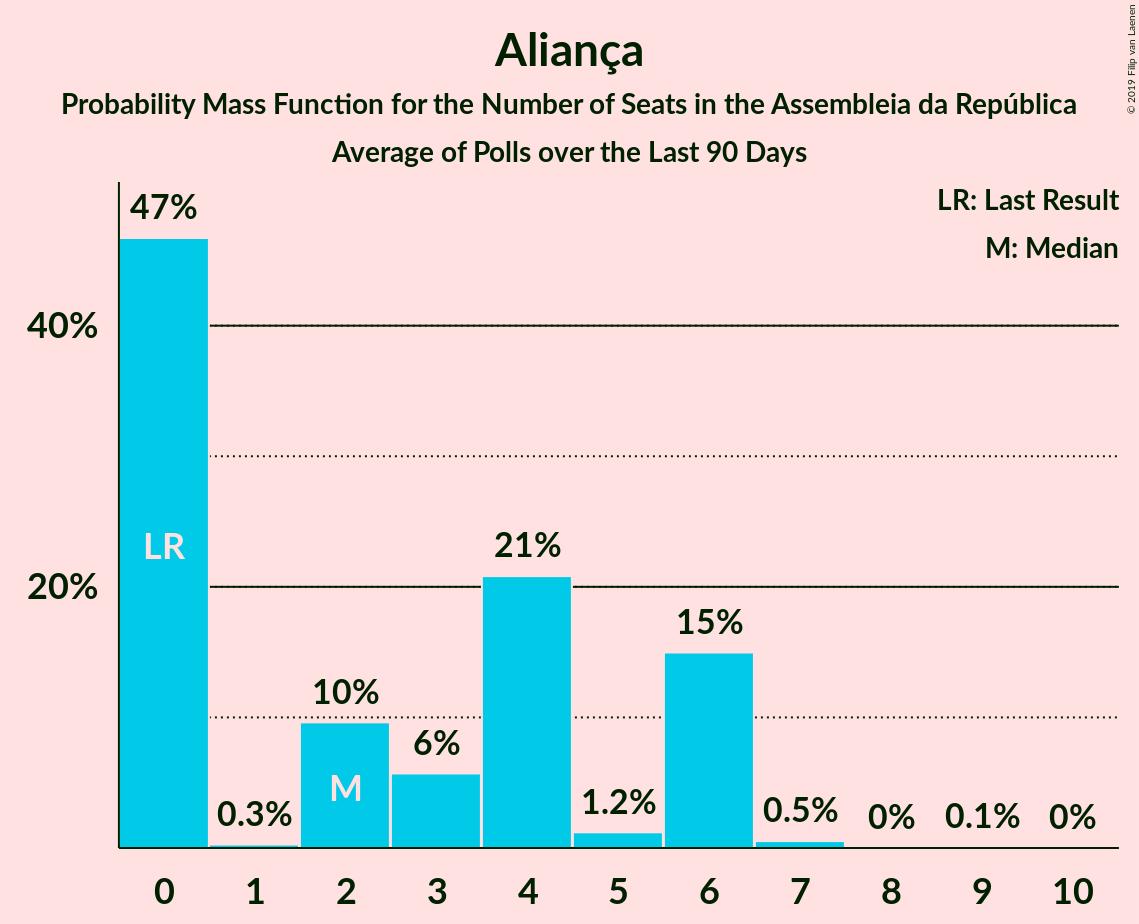 Aliança
Probability Mass Function for the Number of Seats in the Assembleia da República
Average of Polls over the Last 90 Days
© 2019 Filip van Laenen
LR: Last Result
M: Median
47%
40%
LR
21%
20%
15%
10%
6%
M
0.3%
1.2%
0.5%
0%
0.1%
0%
0 1 2 3 4 5 6 7 8 9 10